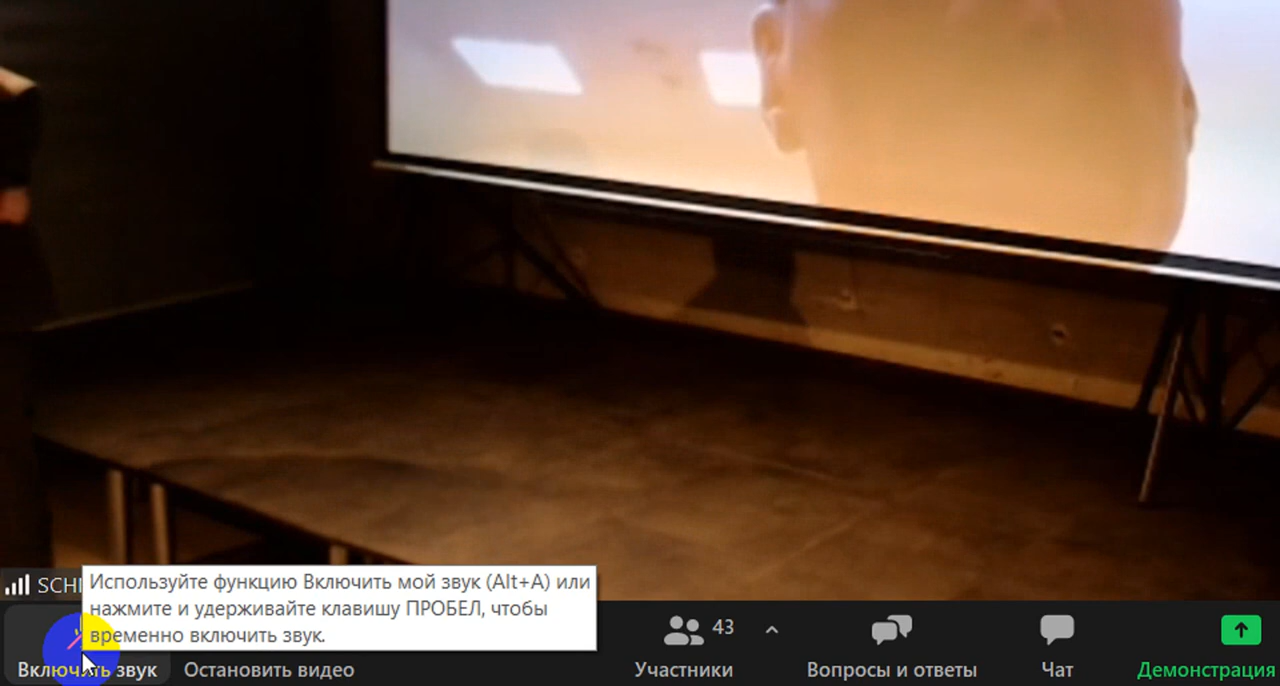 SCHI
Используйте функцию Включить мой звук (Alt+A) или
нажмите и удерживайте клавишу ПРОБЕЛ, чтобы
временно включить звук.
43
Включить звук
Остановить видео
Участники
Вопросы и ответы
Чат
Демонстрация